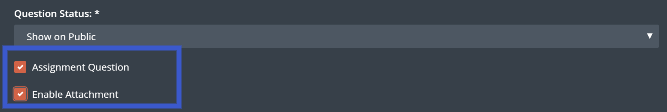 Question Status: *
Show on Public
Assignment Question
Enable Attachment